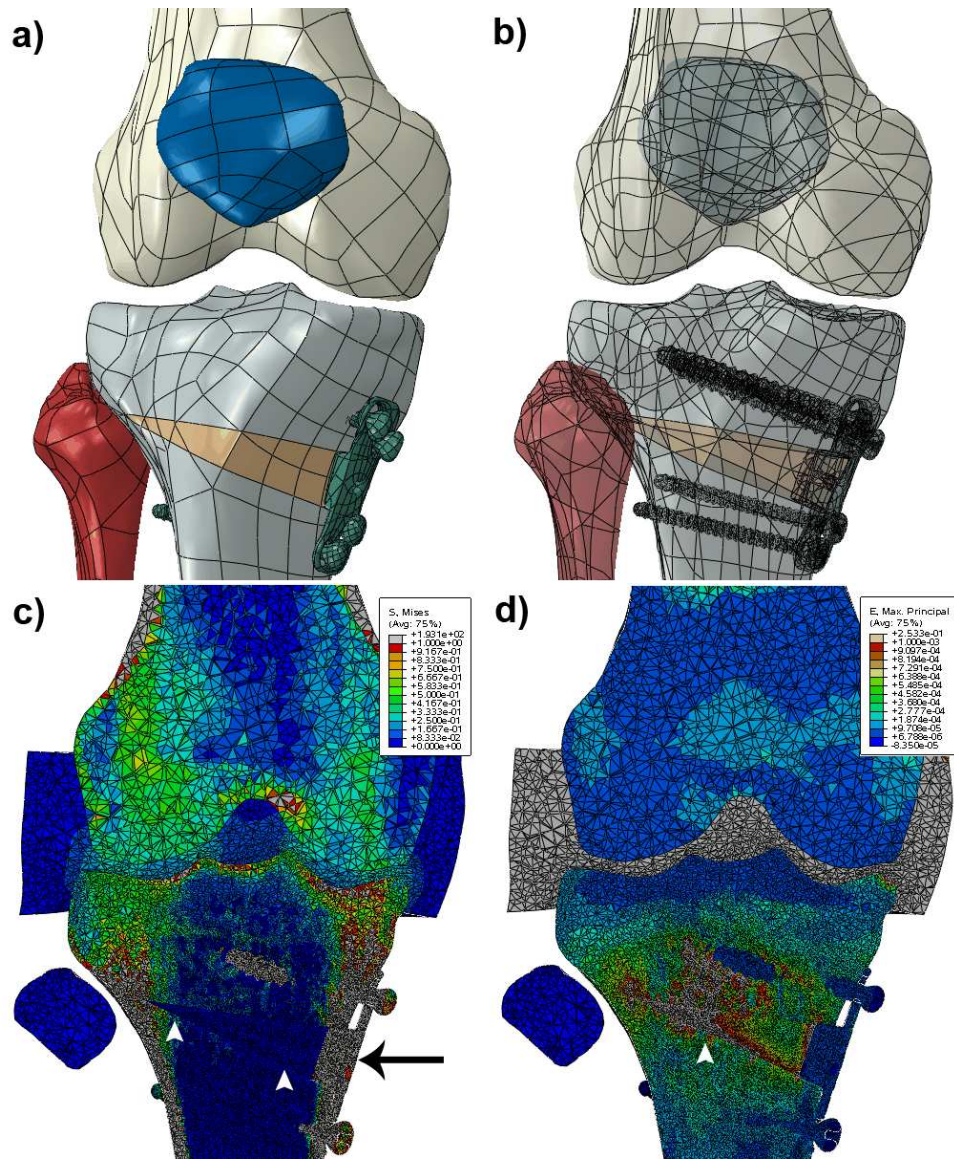 a)
b)
c)
S, Mises
(Avg: 75%)
+1.931e+02
+1.000e+00
+9.167e-01
+8.333e-01
+7.500e-01
+6.667e-01
+5.833e-01
+5.000e-01
+4.167e-01
+3.333e-01
+2.500e-01
+1.667e-01
+8.333e-02
+0.000e+00
d)
E, Max. Principal
(Avg: 75%)
+2.533e-01
+1.000e-03
+9.097e-04
+8.194e-04
+7.291e-04
+6.388e-04
+5.485e-04
+4.582e-04
+3.680e-04
+2.777e-04
+1.874e-04
+9.708e-05
+6.788e-06
-8.350e-05